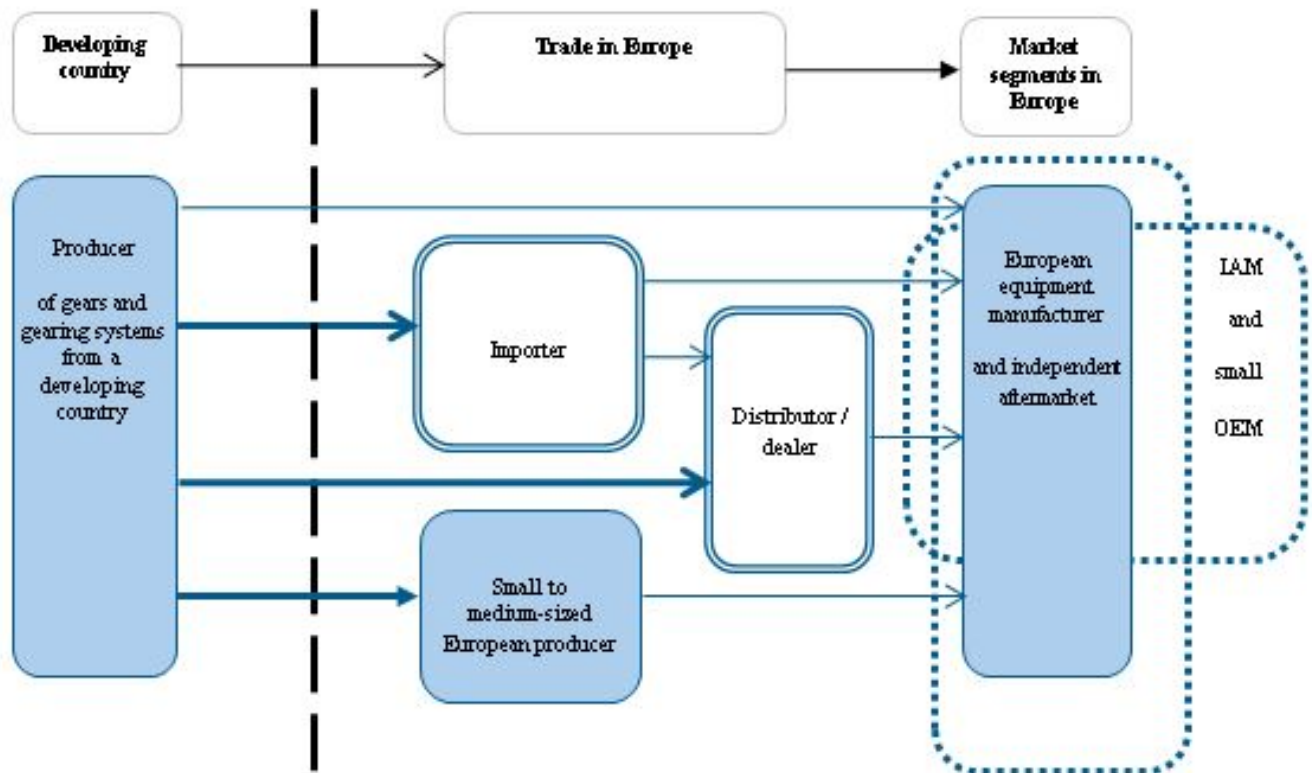 Developing
country
Trade in Europe
Market
segments in
Europe
Producer
of gears and
gearing systems
from a
developing
country
Importer
Distributor /
dealer
Small to
medium-sized
European producer
European
equipment
manufacturer
and independent
aftermarket
IAM
and
small
OEM